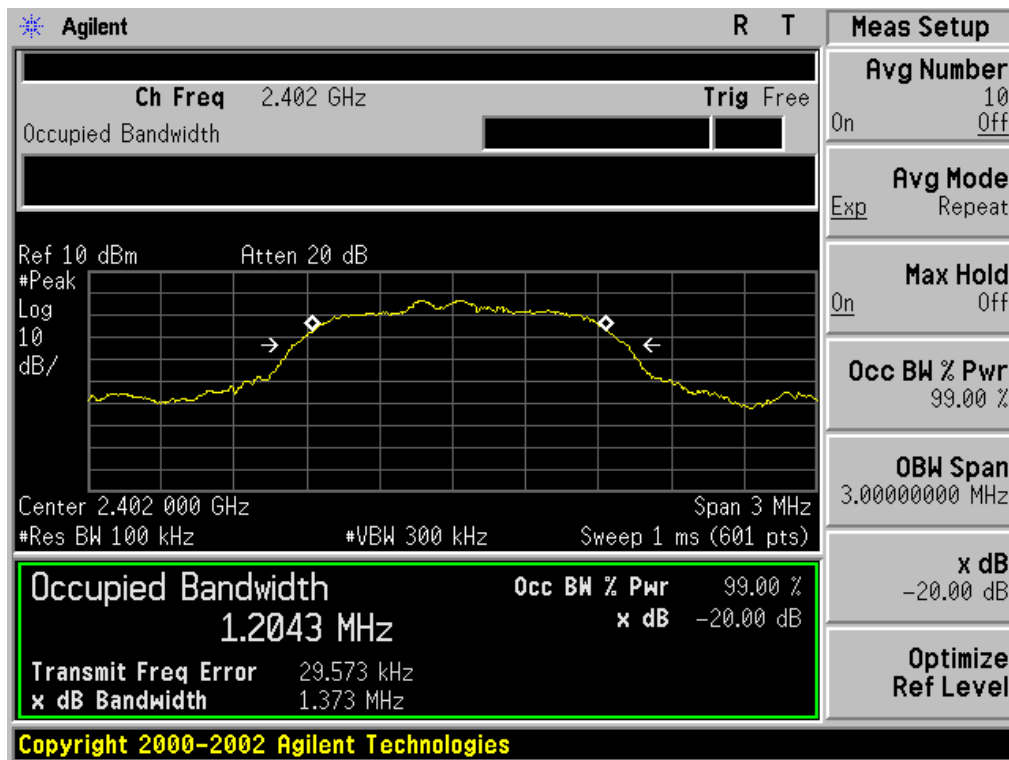 Agilent R T
Ch Freq 2.402 GHz Trig Free
Occupied Bandwidth
Ref 10 dBm Atten 20 dB
#Peak
Log
10
dB/
Center 2.402 000 GHz Span 3 MHz
#Res BW 100 kHz #VBW 300 kHz Sweep 1 ms (601 pts)
Occupied Bandwidth Occ BW % Pwr 99.00 %
1.2043 MHz x dB -20.00 dB
Transmit Freq Error 29.573 kHz
x dB Bandwidth 1.373 MHz
Copyright 2000-2002 Agilent Technologies
Meas Setup
Avg Number
10
On Off
Avg Mode
Exp Repeat
Max Hold
On Off
Occ BW % Pwr
99.00 %
OBW Span
3.00000000 MHz
x dB
-20.00 dB
Optimize
Ref Level